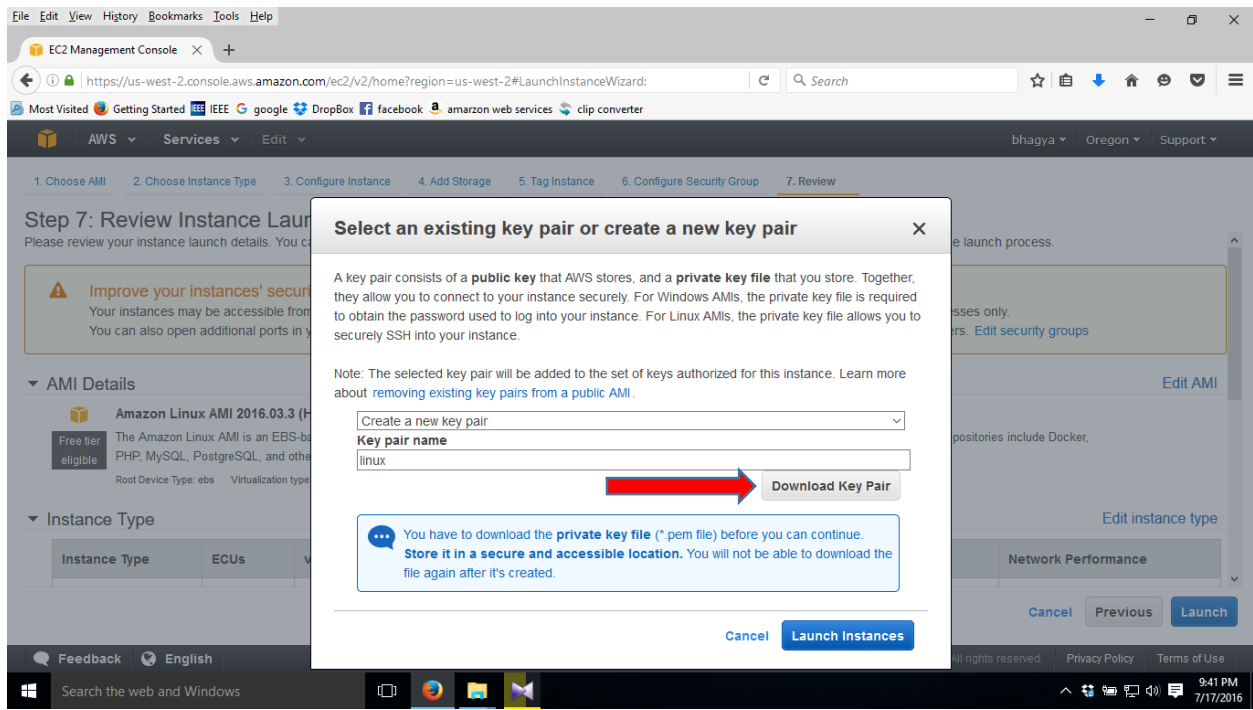 File Edit View History Bookmarks Tools Help
EC2 Management Console
https://us-west-2.console.aws.amazon.com/ec2/v2/home?region=us-west-2#LaunchInstanceWizard:
Search
Most Visited Getting Started IEEE IEEE google DropBox facebook amarzon web services clip converter
AWS Services Edit bhagya Oregon Support
1. Choose AMI 2. Choose Instance Type 3. Configure Instance 4. Add Storage 5. Tag Instance 6. Configure Security Group 7. Review
Step 7: Review Instance Laun
Please review your instance launch details. You ca
e launch process.
Improve your instances' securi
Your instances may be accessible from
esses only.
You can also open additional ports in y
ers. Edit security groups
AMI Details
Edit AMI
Amazon Linux AMI 2016.03.3 (H
Free tier
eligible
The Amazon Linux AMI is an EBS-ba
positories include Docker,
PHP, MySQL, PostgreSQL, and othe
Root Device Type: ebs Virtualization type
Instance Type
Edit instance type
Instance Type ECUs v
Network Performance
Cancel Previous Launch
Select an existing key pair or create a new key pair
A key pair consists of a public key that AWS stores, and a private key file that you store. Together,
they allow you to connect to your instance securely. For Windows AMIs, the private key file is required
to obtain the password used to log into your instance. For Linux AMIs, the private key file allows you to
securely SSH into your instance.
Note: The selected key pair will be added to the set of keys authorized for this instance. Learn more
about removing existing key pairs from a public AMI.
Create a new key pair
Key pair name
linux
Download Key Pair
You have to download the private key file (*.pem file) before you can continue.
Store it in a secure and accessible location. You will not be able to download the
file again after it's created.
Cancel Launch Instances
Feedback English
All rights reserved. Privacy Policy Terms of Use
Search the web and Windows
9:41 PM
7/17/2016